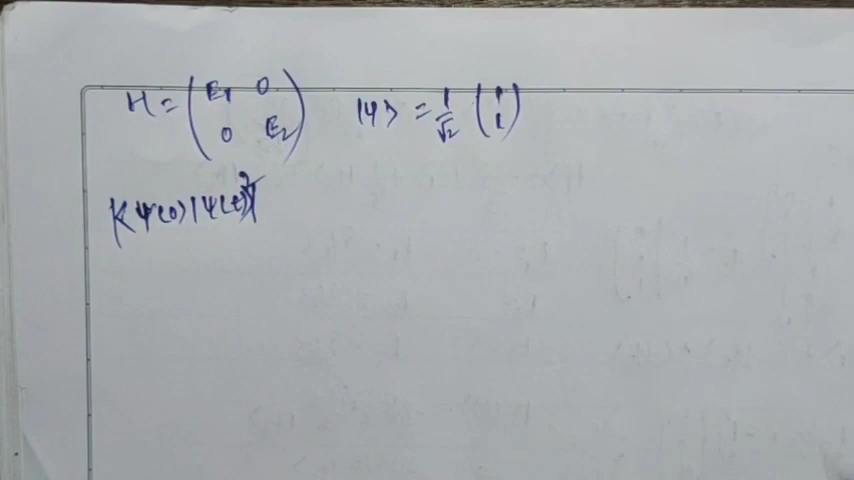 H = (E1 0 0 E2) |ψ> = 1/√2 (1 1)
|<ψ(0)|ψ(t)>|²